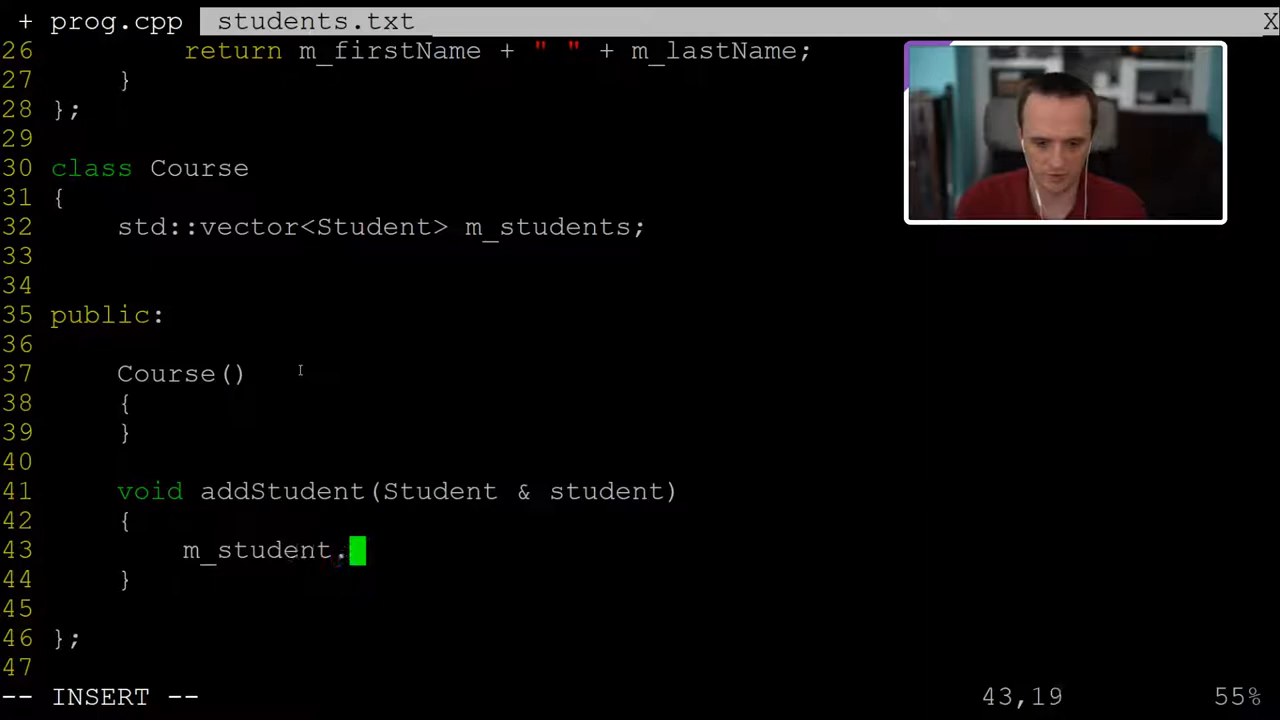 + prog.cpp students.txt X
26 return m_firstName + " " + m_lastName;
27 }
28 };
29
30 class Course
31 {
32 std::vector<Student> m_students;
33
34
35 public:
36
37 Course()
38 {
39 }
40
41 void addStudent(Student & student)
42 {
43 m_student.
44 }
45
46 };
47
-- INSERT -- 43,19 55%